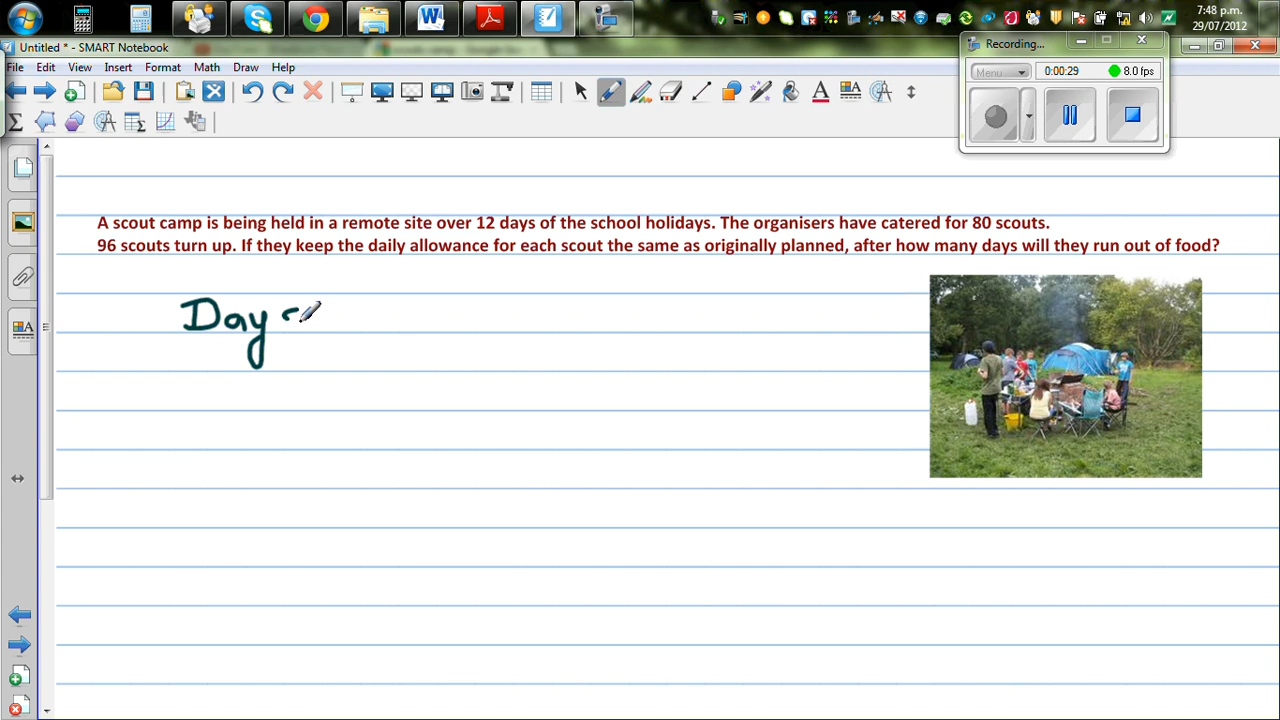 7:48 p.m.
29/07/2012
Untitled * - SMART Notebook
Recording...
File Edit View Insert Format Math Draw Help
Menu 0:00:29 8.0 fps
A scout camp is being held in a remote site over 12 days of the school holidays. The organisers have catered for 80 scouts.
96 scouts turn up. If they keep the daily allowance for each scout the same as originally planned, after how many days will they run out of food?
Day